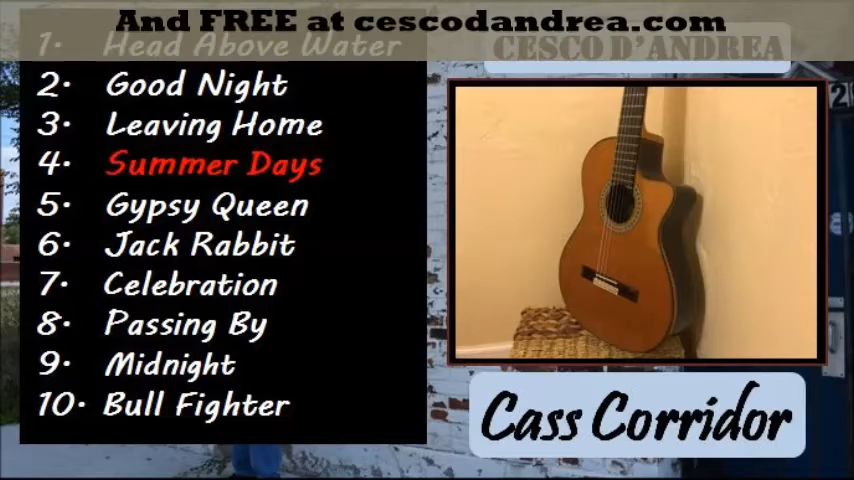 And FREE at cescodandrea.com
1. Head Above Water
2. Good Night
3. Leaving Home
4. Summer Days
5. Gypsy Queen
6. Jack Rabbit
7. Celebration
8. Passing By
9. Midnight
10. Bull Fighter
CESCO D'ANDREA
Cass Corridor